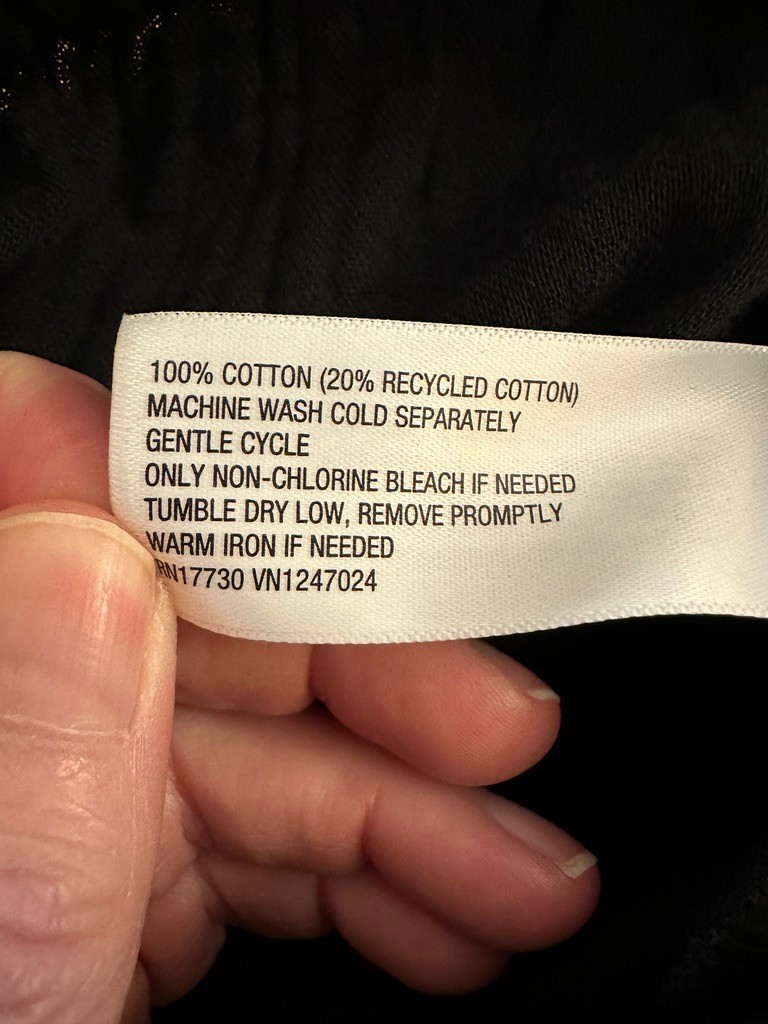 100% COTTON (20% RECYCLED COTTON)
MACHINE WASH COLD SEPARATELY
GENTLE CYCLE
ONLY NON-CHLORINE BLEACH IF NEEDED
TUMBLE DRY LOW, REMOVE PROMPTLY
WARM IRON IF NEEDED
RN17730 VN1247024